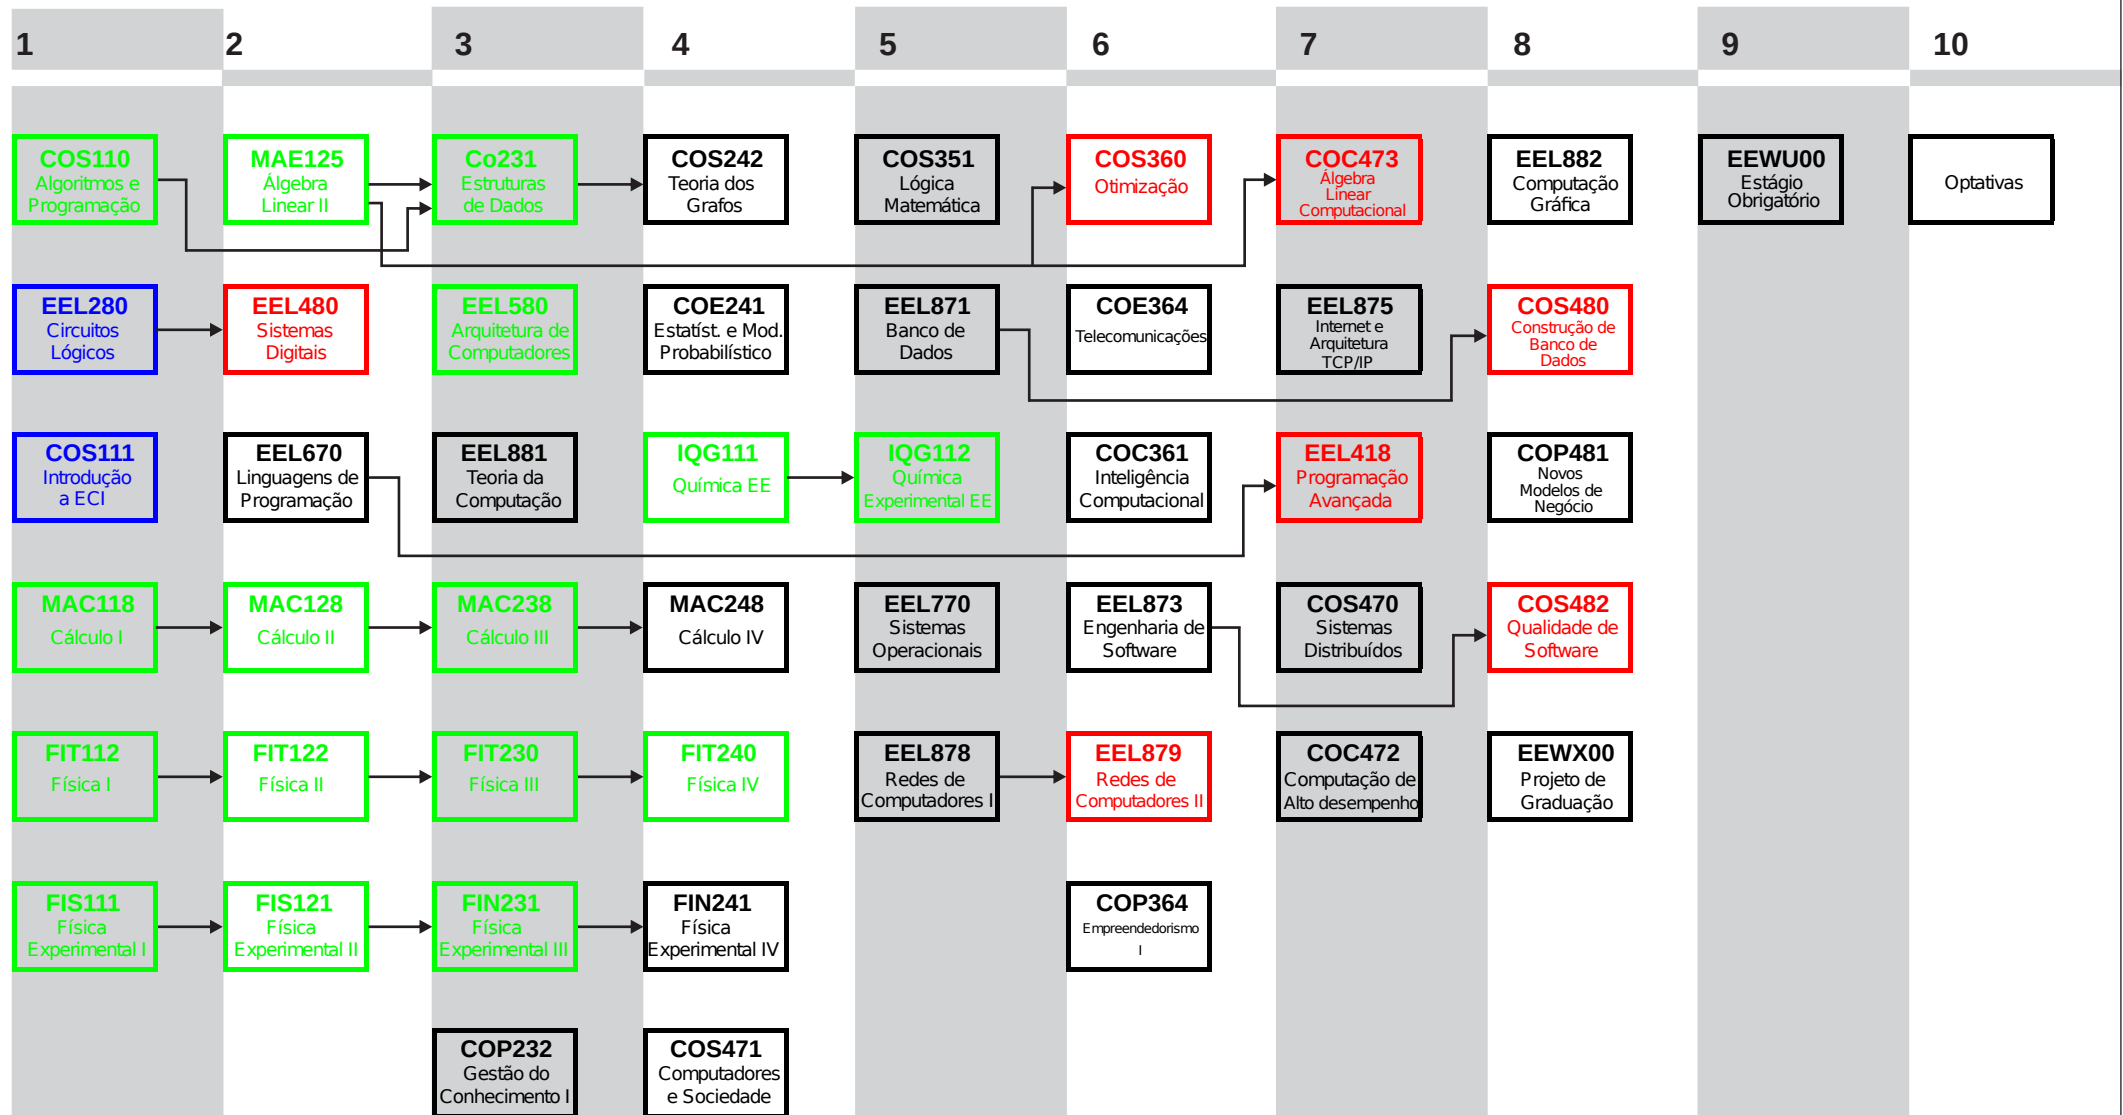 1 2 3 4 5 6 7 8 9 10
COS110
Algoritmos e
Programação
MAE125
Álgebra
Linear II
Co231
Estruturas
de Dados
COS242
Teoria dos
Grafos
COS351
Lógica
Matemática
COS360
Otimização
COC473
Álgebra
Linear
Computacional
EEL882
Computação
Gráfica
EEWU00
Estágio
Obrigatório
Optativas
EEL280
Circuitos
Lógicos
EEL480
Sistemas
Digitais
EEL580
Arquitetura de
Computadores
COE241
Estatíst. e Mod.
Probabilístico
EEL871
Banco de
Dados
COE364
Telecomunicações
EEL875
Internet e
Arquitetura
TCP/IP
COS480
Construção de
Banco de
Dados
COS111
Introdução
a ECI
EEL670
Linguagens de
Programação
EEL881
Teoria da
Computação
IQG111
Química EE
IQG112
Química
Experimental EE
COC361
Inteligência
Computacional
EEL418
Programação
Avançada
COP481
Novos
Modelos de
Negócio
MAC118
Cálculo I
MAC128
Cálculo II
MAC238
Cálculo III
MAC248
Cálculo IV
EEL770
Sistemas
Operacionais
EEL873
Engenharia de
Software
COS470
Sistemas
Distribuídos
COS482
Qualidade de
Software
FIT112
Física I
FIT122
Física II
FIT230
Física III
FIT240
Física IV
EEL878
Redes de
Computadores I
EEL879
Redes de
Computadores II
COC472
Computação de
Alto desempenho
EEWX00
Projeto de
Graduação
FIS111
Física
Experimental I
FIS121
Física
Experimental II
FIN231
Física
Experimental III
FIN241
Física
Experimental IV
COP364
Empreendedorismo
I
COP232
Gestão do
Conhecimento I
COS471
Computadores
e Sociedade